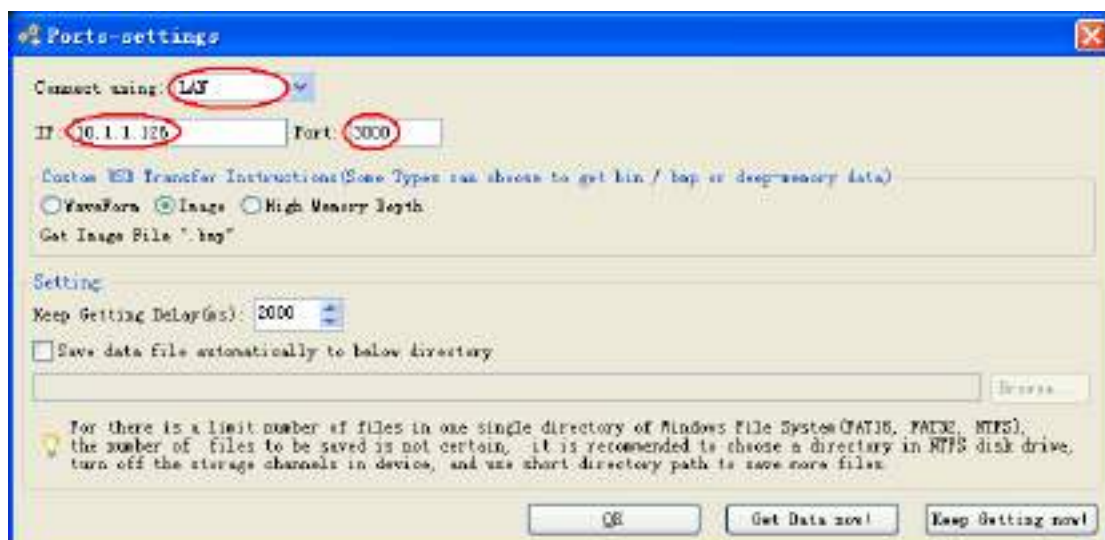 Ports-settings
Connect using: LAN
IP: 10.1.1.126 Port: 3000
Custom USB Transfer Instructions(Some Types can choose to get bin / bmp or deep-memory data)
WaveForm Image High Memory Depth
Get Image File ".bmp"
Setting
Keep Getting DeLay(ms): 2000
Save data file automatically to below directory
Browse...
For there is a limit number of files in one single directory of Windows File System(FAT16, FAT32, NTFS),
the number of files to be saved is not certain, it is recommended to choose a directory in NTFS disk drive,
turn off the storage channels in device, and use short directory path to save more files.
OK Get Data now! Keep Getting now!